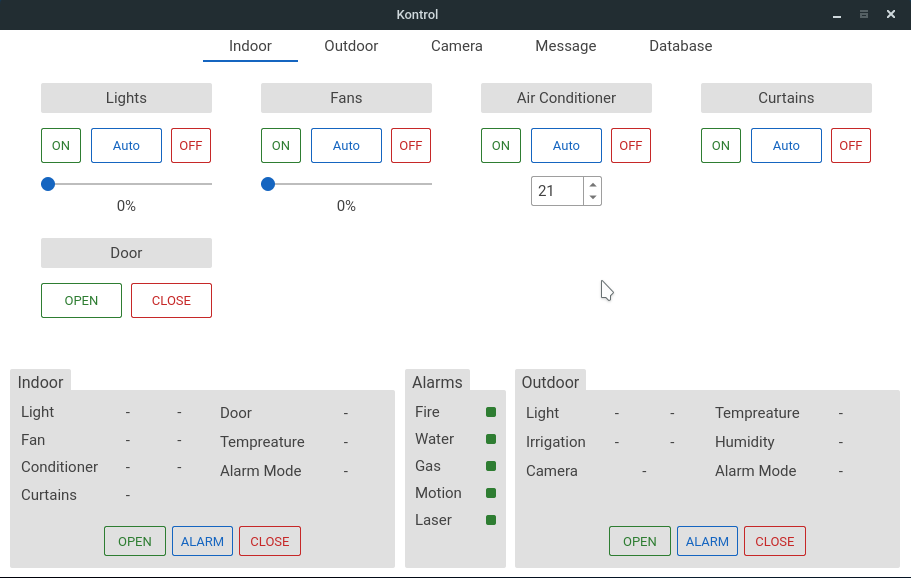 Kontrol
Indoor Outdoor Camera Message Database
Lights Fans Air Conditioner Curtains
ON Auto OFF ON Auto OFF ON Auto OFF ON Auto OFF
21
0% 0%
Door
OPEN CLOSE
Indoor
Light - - Door -
Fan - - Tempreature -
Conditioner - - Alarm Mode -
Curtains -
OPEN ALARM CLOSE
Alarms
Fire
Water
Gas
Motion
Laser
Outdoor
Light - - Tempreature -
Irrigation - - Humidity -
Camera - Alarm Mode -
OPEN ALARM CLOSE